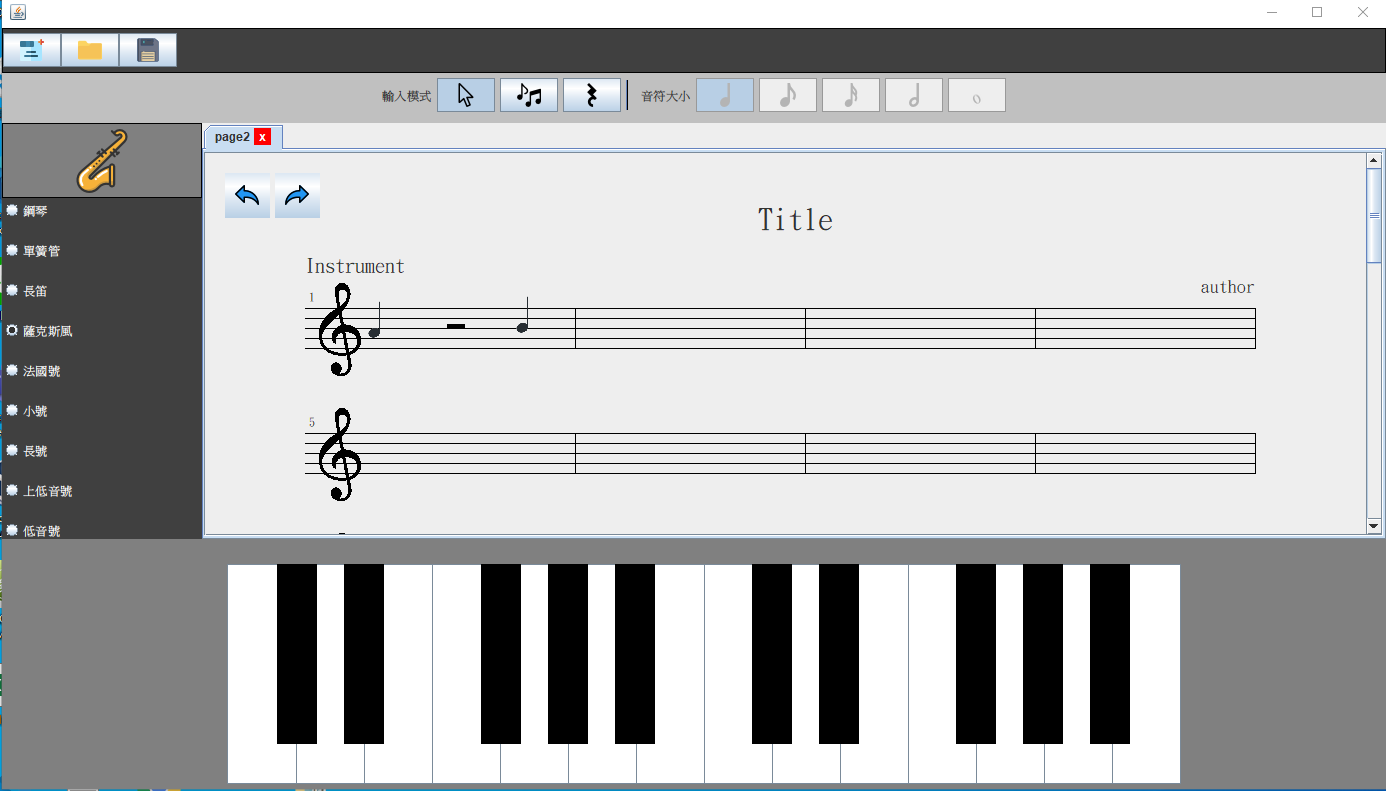 輸入模式
音符大小
page2 x
Title
Instrument
author
1
5
鋼琴
單簧管
長笛
薩克斯風
法國號
小號
長號
上低音號
低音號